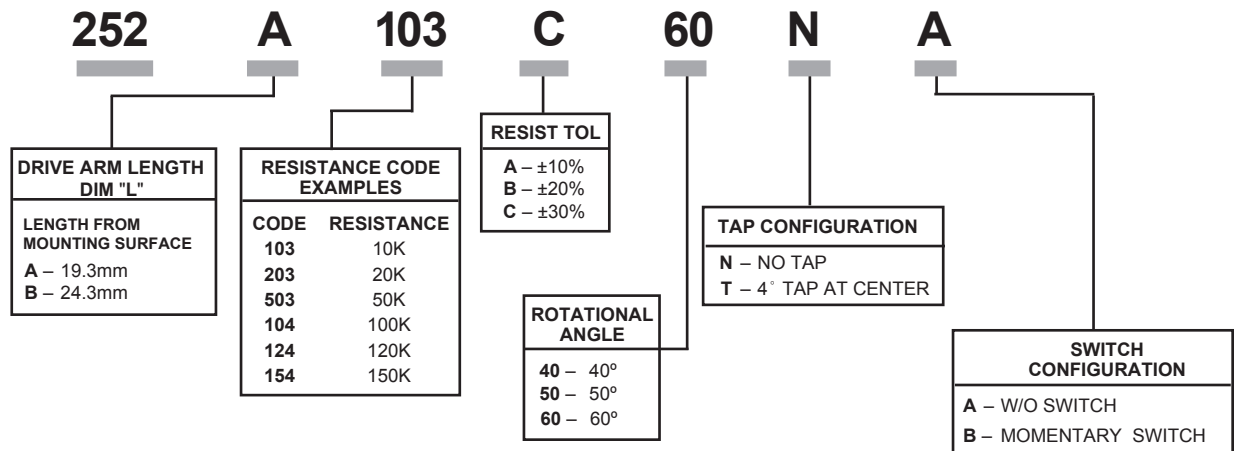 252 A 103 C 60 N A
DRIVE ARM LENGTH
DIM "L"
LENGTH FROM
MOUNTING SURFACE
A – 19.3mm
B – 24.3mm
RESISTANCE CODE
EXAMPLES
CODE RESISTANCE
103 10K
203 20K
503 50K
104 100K
124 120K
154 150K
RESIST TOL
A – ±10%
B – ±20%
C – ±30%
ROTATIONAL
ANGLE
40 – 40º
50 – 50º
60 – 60º
TAP CONFIGURATION
N – NO TAP
T – 4° TAP AT CENTER
SWITCH
CONFIGURATION
A – W/O SWITCH
B – MOMENTARY SWITCH